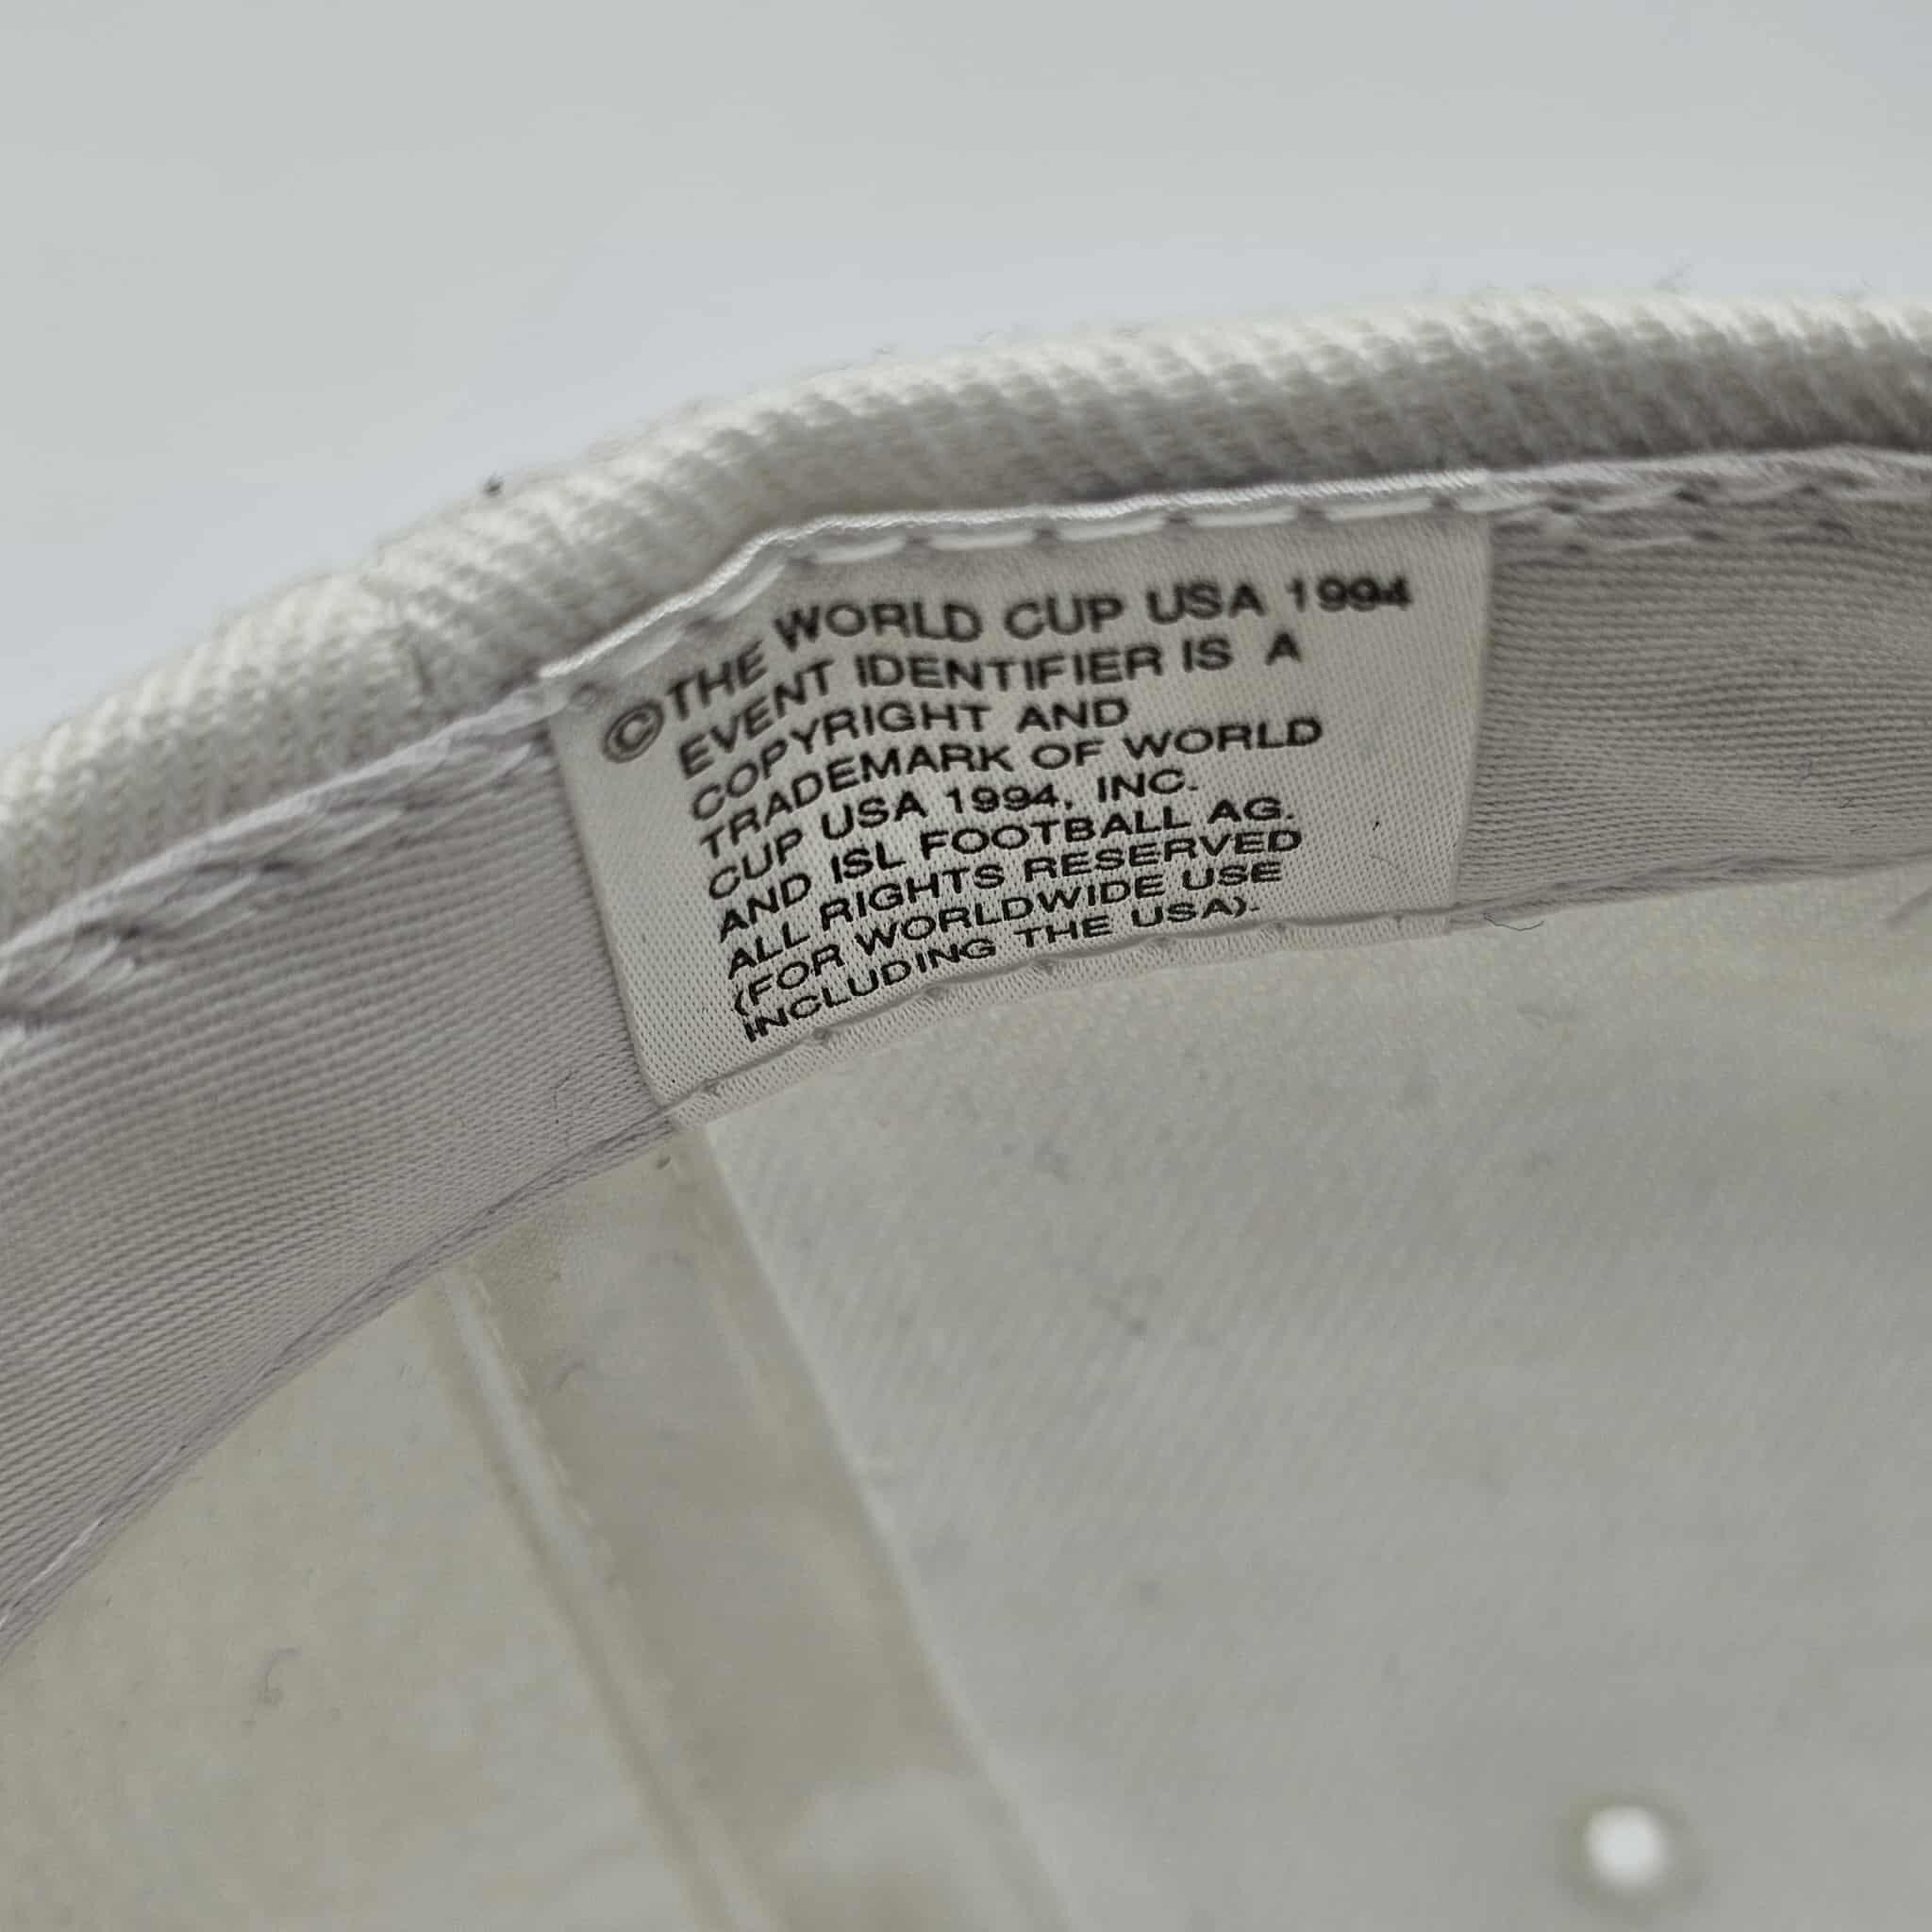 ©THE WORLD CUP USA 1994
EVENT IDENTIFIER IS A
COPYRIGHT AND
TRADEMARK OF WORLD
CUP USA 1994, INC.
AND ISL FOOTBALL AG.
ALL RIGHTS RESERVED
(FOR WORLDWIDE USE
INCLUDING THE USA).